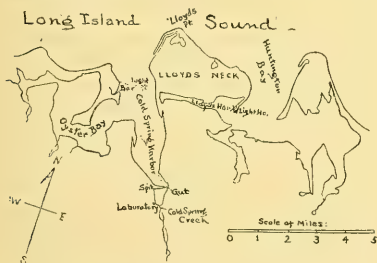 Long Island Sound
Lloyds Pt
LLOYDS NECK
Huntington Bay
Light
Bar
Oyster Bay
Cold Spring Harbor
Lloyds Har.
Light Ho.
N
W
E
S
Spit
Gut
Laboratory
Cold Spring Creek
Scale of Miles:
0 1 2 3 4 5